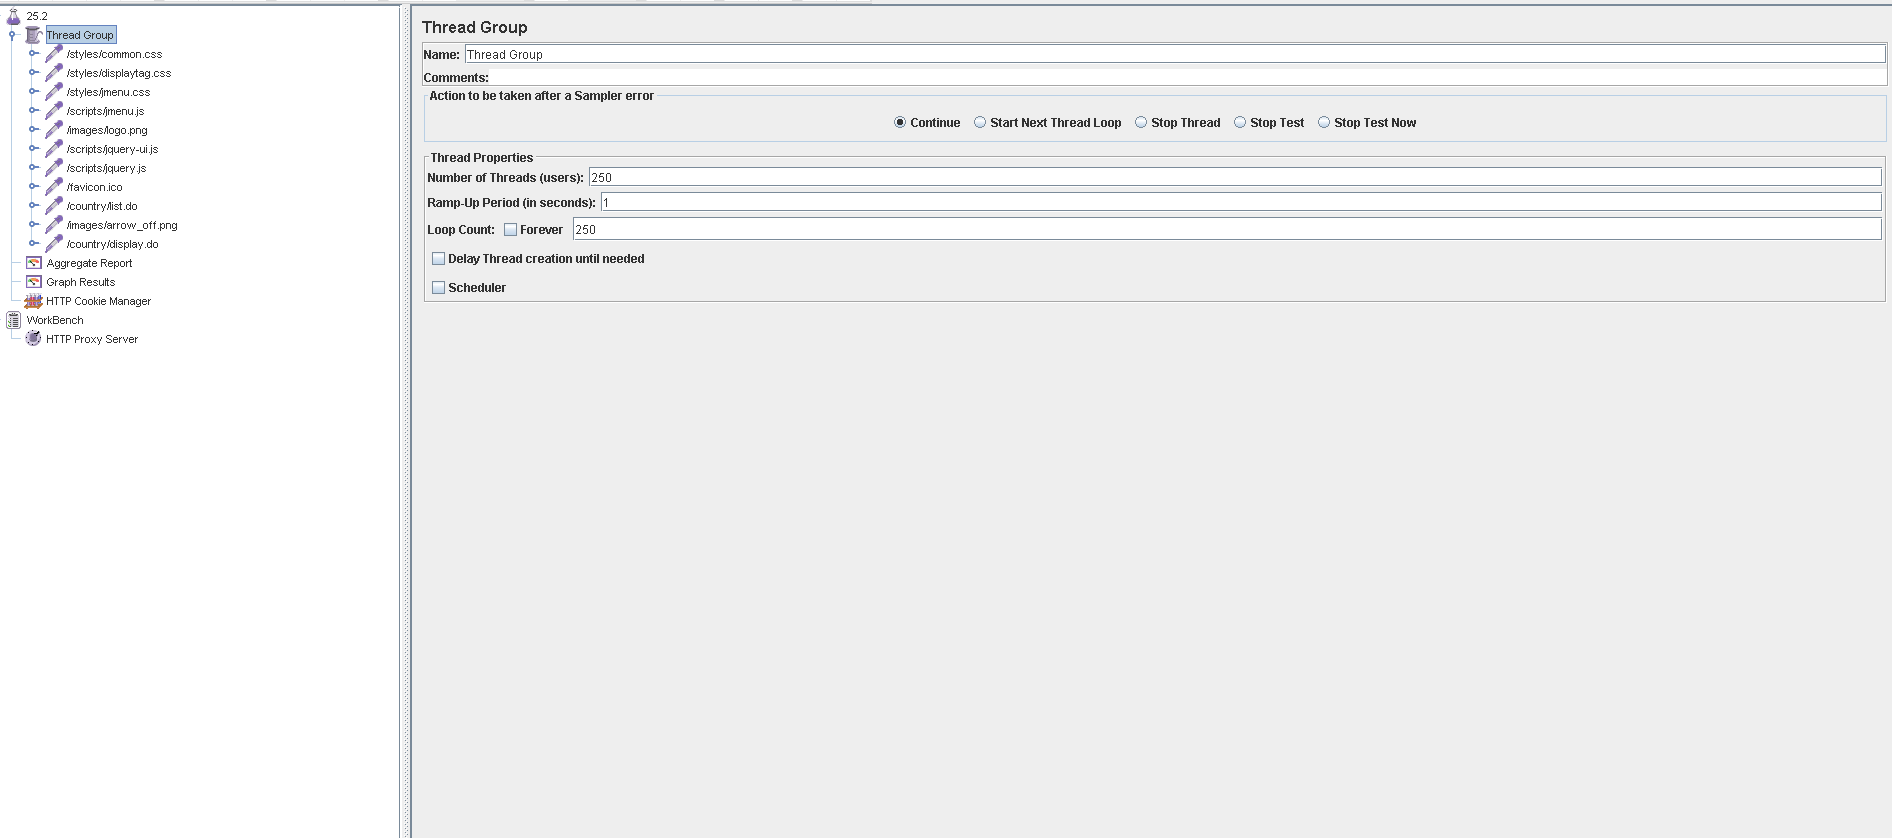 25.2
Thread Group
/styles/common.css
/styles/displaytag.css
/styles/jmenu.css
/scripts/jmenu.js
/images/logo.png
/scripts/jquery-ui.js
/scripts/jquery.js
/favicon.ico
/country/list.do
/images/arrow_off.png
/country/display.do
Aggregate Report
Graph Results
HTTP Cookie Manager
WorkBench
HTTP Proxy Server
Thread Group
Name: Thread Group
Comments:
Action to be taken after a Sampler error
Continue Start Next Thread Loop Stop Thread Stop Test Stop Test Now
Thread Properties
Number of Threads (users): 250
Ramp-Up Period (in seconds): 1
Loop Count: Forever 250
Delay Thread creation until needed
Scheduler